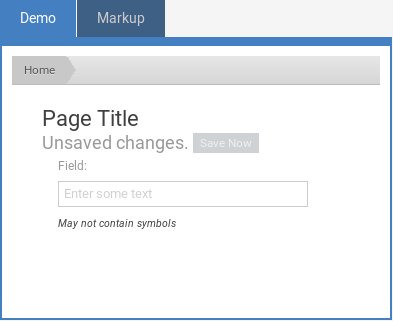 Demo Markup
Home
Page Title
Unsaved changes. Save Now
Field:
Enter some text
May not contain symbols